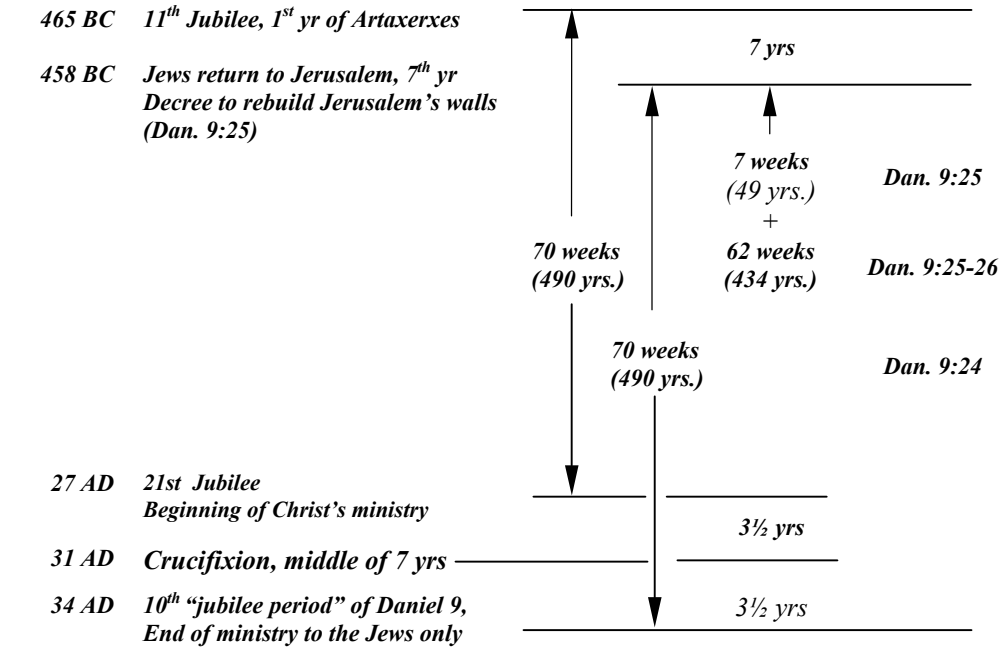 465 BC 11th Jubilee, 1st yr of Artaxerxes
7 yrs
458 BC Jews return to Jerusalem, 7th yr
Decree to rebuild Jerusalem's walls
(Dan. 9:25)
7 weeks
(49 yrs.)
+
62 weeks
(434 yrs.)
Dan. 9:25
Dan. 9:25-26
70 weeks
(490 yrs.)
70 weeks
(490 yrs.)
Dan. 9:24
27 AD 21st Jubilee
Beginning of Christ's ministry
3½ yrs
31 AD Crucifixion, middle of 7 yrs
34 AD 10th “jubilee period” of Daniel 9,
End of ministry to the Jews only
3½ yrs